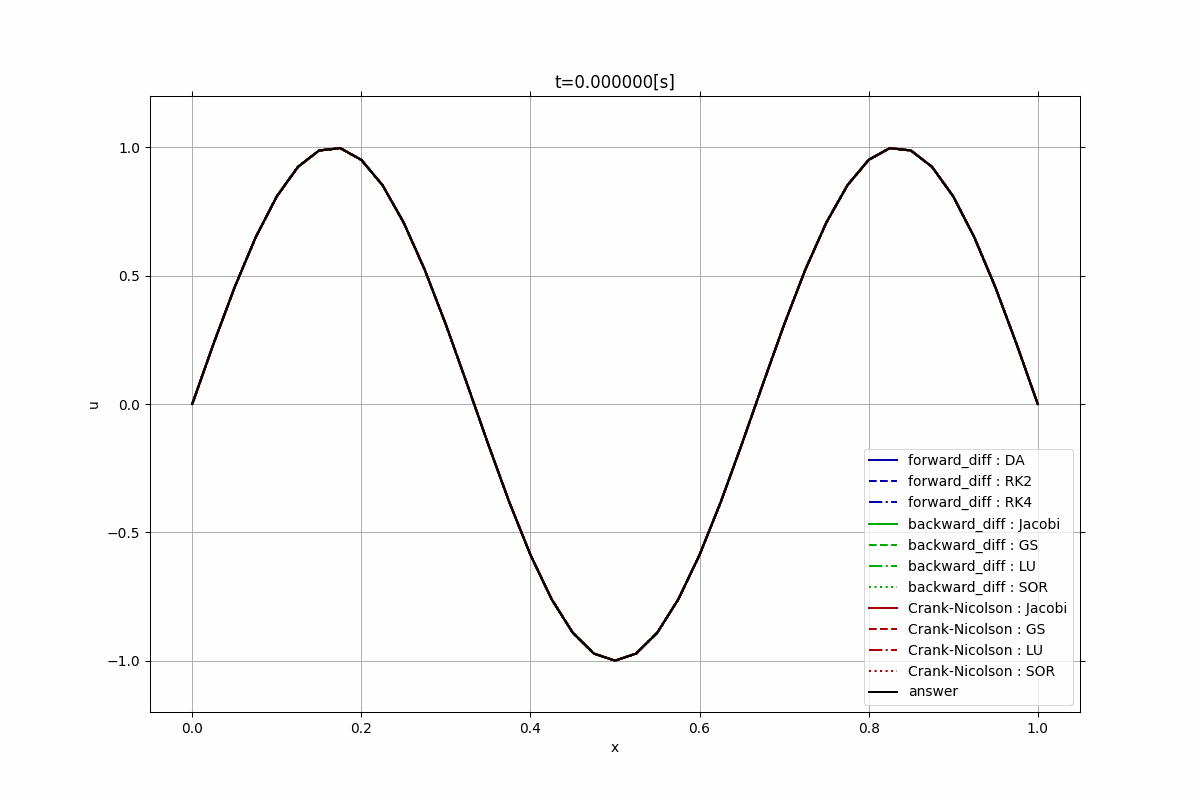 t=0.000000[s]
1.0
0.5
0.0
−0.5
−1.0
u
0.0
0.2
0.4
0.6
0.8
1.0
x
forward_diff : DA
forward_diff : RK2
forward_diff : RK4
backward_diff : Jacobi
backward_diff : GS
backward_diff : LU
backward_diff : SOR
Crank-Nicolson : Jacobi
Crank-Nicolson : GS
Crank-Nicolson : LU
Crank-Nicolson : SOR
answer